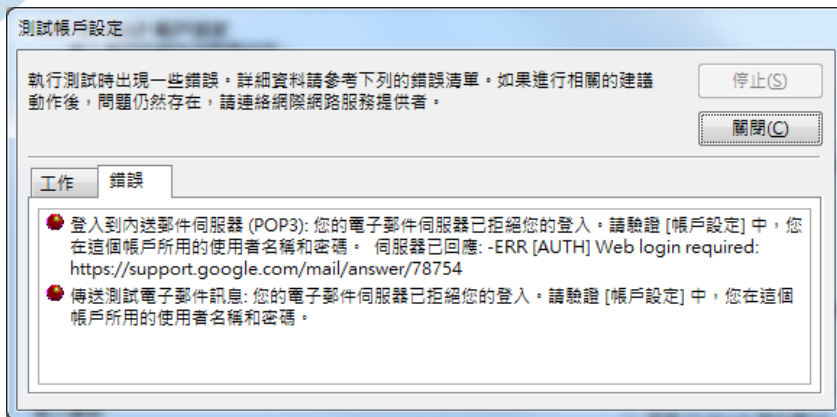 測試帳戶設定
執行測試時出現一些錯誤。詳細資料請參考下列的錯誤清單。如果進行相關的建議
動作後，問題仍然存在，請連絡網際網路服務提供者。
停止(S)
關閉(C)
工作
錯誤
登入到內送郵件伺服器 (POP3): 您的電子郵件伺服器已拒絕您的登入。請驗證 [帳戶設定] 中，您
在這個帳戶所用的使用者名稱和密碼。 伺服器已回應: -ERR [AUTH] Web login required:
https://support.google.com/mail/answer/78754
傳送測試電子郵件訊息: 您的電子郵件伺服器已拒絕您的登入。請驗證 [帳戶設定] 中，您在這個
帳戶所用的使用者名稱和密碼。